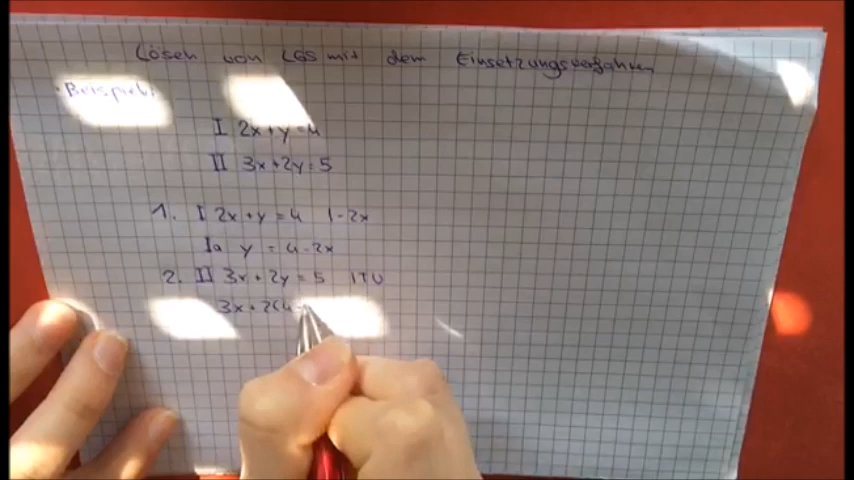 Lösen von LGS mit dem Einsetzungsverfahren
· Beispiel:
I 2x+y=4
II 3x+2y=5
1. I 2x+y=4 |-2x
Ia y = 4-2x
2. II 3x+2y=5 |TU
3x+2(4-